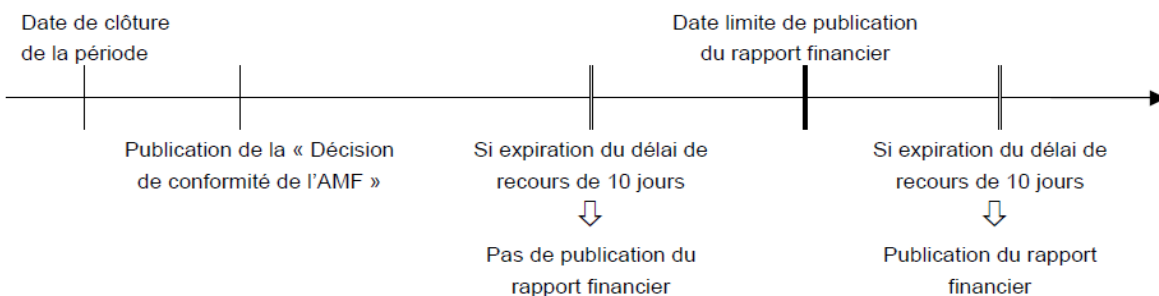 Date de clôture
de la période
Date limite de publication
du rapport financier
Publication de la « Décision
de conformité de l'AMF »
Si expiration du délai de
recours de 10 jours
Pas de publication du
rapport financier
Si expiration du délai de
recours de 10 jours
Publication du rapport
financier